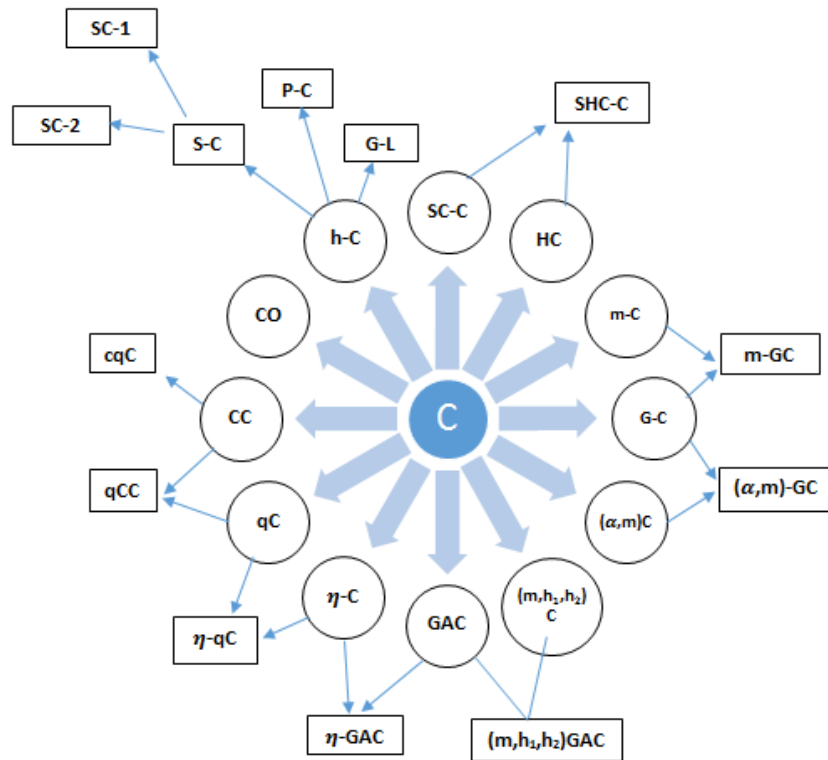 SC-1
P-C
SHC-C
SC-2
S-C
G-L
SC-C
h-C
HC
CO
m-C
cqC
m-GC
CC
C
G-C
qCC
(α,m)-GC
qC
(α,m)C
η-C
(m,h₁,h₂)
C
GAC
η-qC
η-GAC
(m,h₁,h₂)GAC